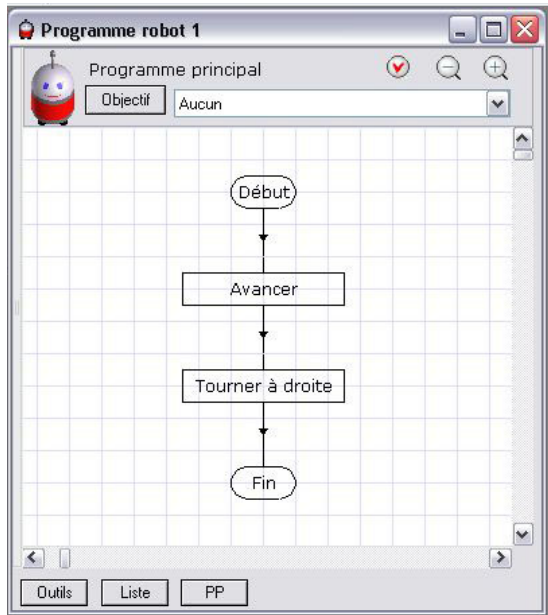 Programme robot 1
Programme principal
Objectif
Aucun
Début
Avancer
Tourner à droite
Fin
Outils Liste PP